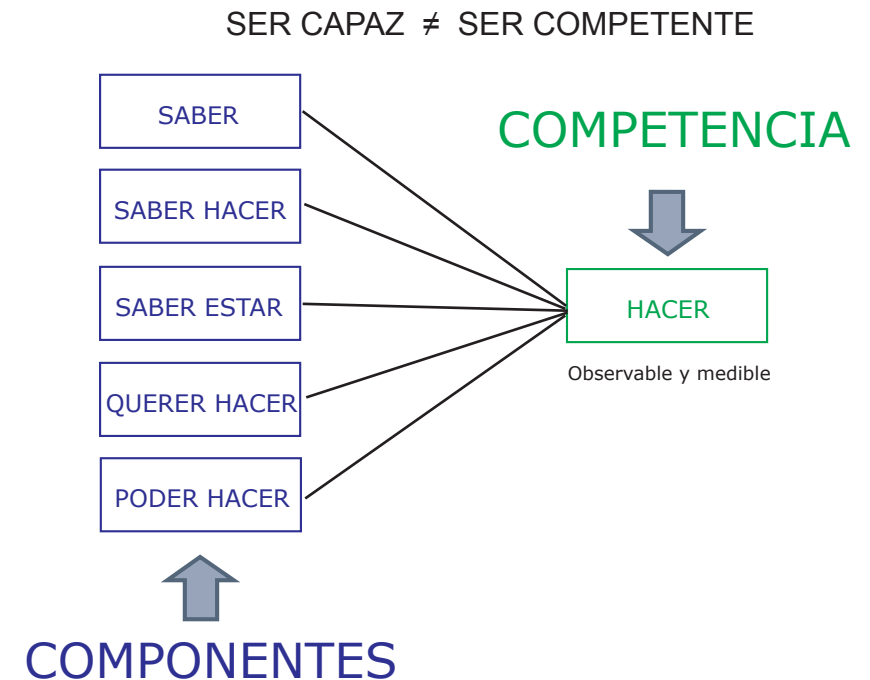 SER CAPAZ ≠ SER COMPETENTE
SABER
SABER HACER
SABER ESTAR
QUERER HACER
PODER HACER
COMPONENTES
COMPETENCIA
HACER
Observable y medible